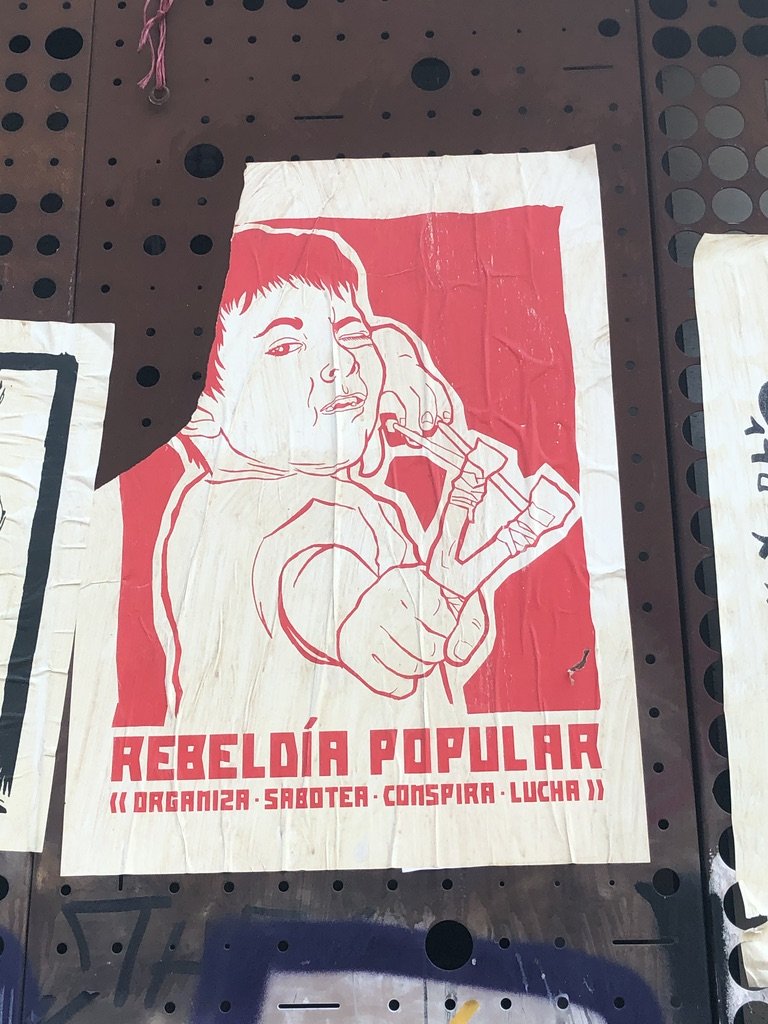 REBELDÍA POPULAR
(( ORGANIZA · SABOTEA · CONSPIRA · LUCHA ))